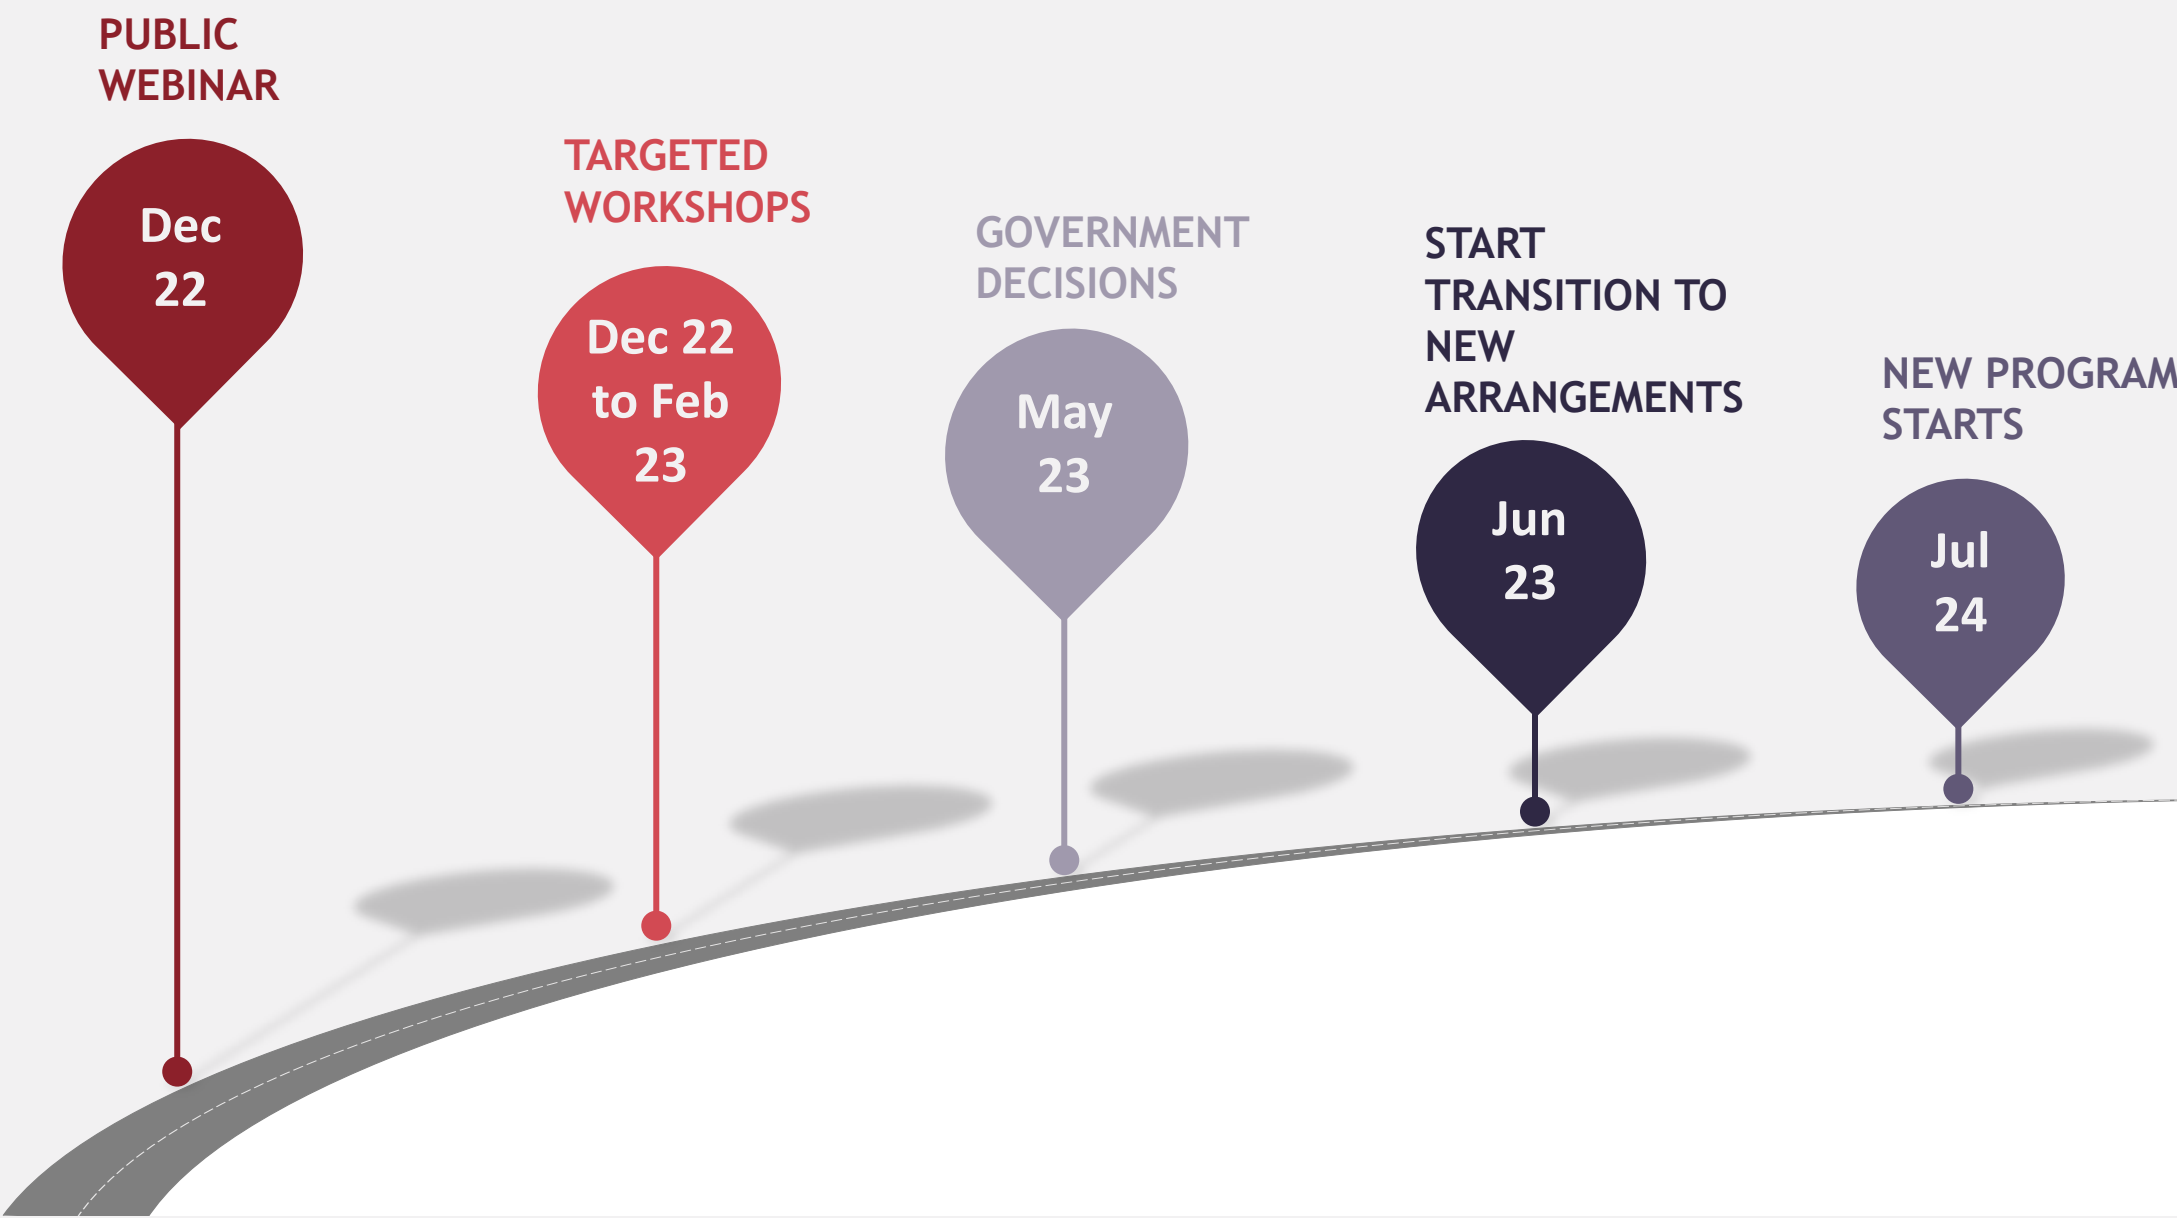 PUBLIC
WEBINAR
Dec
22
TARGETED
WORKSHOPS
Dec 22
to Feb
23
GOVERNMENT
DECISIONS
May
23
START
TRANSITION TO
NEW
ARRANGEMENTS
Jun
23
NEW PROGRAM
STARTS
Jul
24